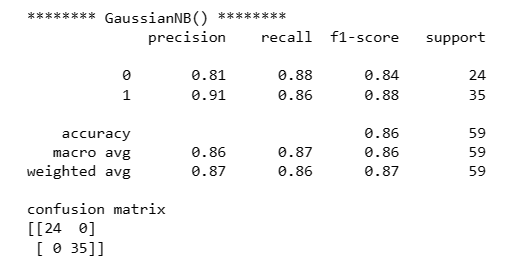 ******** GaussianNB() ********
              precision    recall  f1-score   support

           0       0.81      0.88      0.84        24
           1       0.91      0.86      0.88        35

    accuracy                           0.86        59
   macro avg       0.86      0.87      0.86        59
weighted avg       0.87      0.86      0.87        59

confusion matrix
[[24  0]
 [ 0 35]]